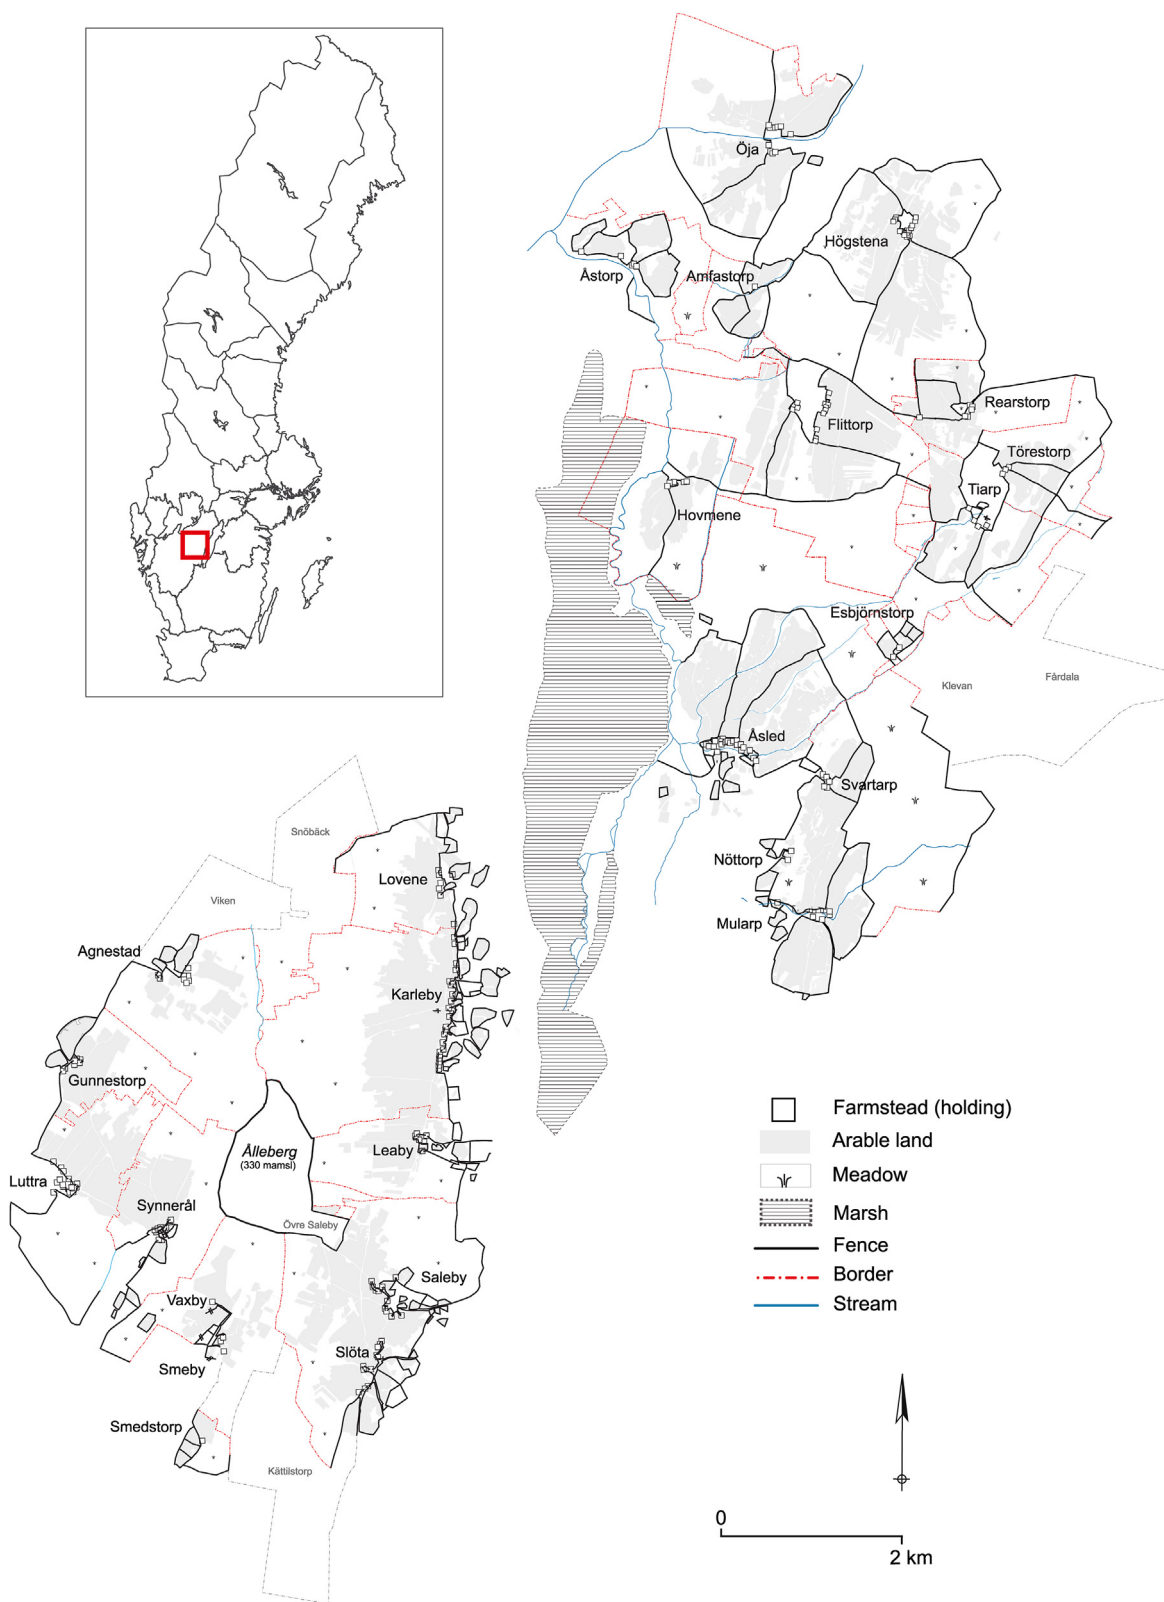 Öja
Högstena
Åstorp
Amfastorp
Rearstorp
Flittorp
Törestorp
Tiarp
Hovmene
Esbjörnstorp
Klevan
Fårdala
Åsled
Svartarp
Nöttorp
Mularp
Snöbäck
Lovene
Viken
Agnestad
Karleby
Gunnestorp
Ålleberg
(330 mamsl)
Leaby
Luttra
Synnerål
Övre Saleby
Saleby
Vaxby
Slöta
Smeby
Smedstorp
Kättilstorp
Farmstead (holding)
Arable land
Meadow
Marsh
Fence
Border
Stream
0
2 km